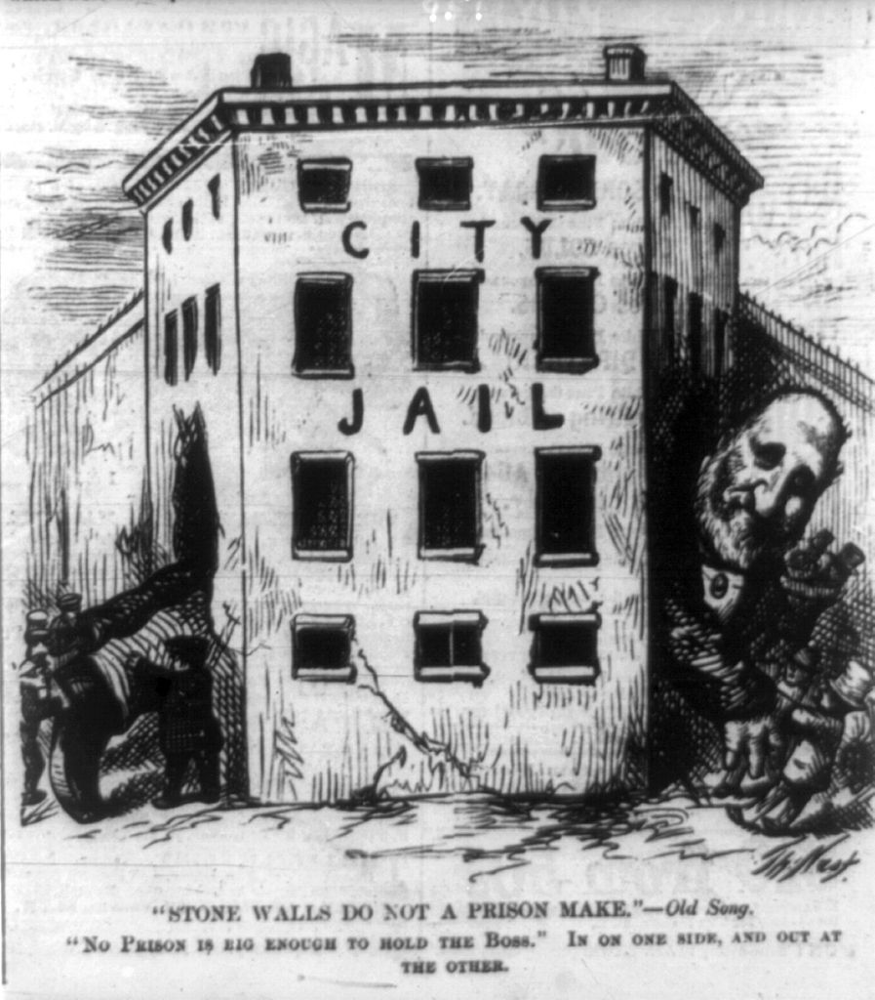 CITY
JAIL
Th. Nast.
"STONE WALLS DO NOT A PRISON MAKE."—Old Song.
"NO PRISON IS BIG ENOUGH TO HOLD THE BOSS." IN ON ONE SIDE, AND OUT AT
THE OTHER.